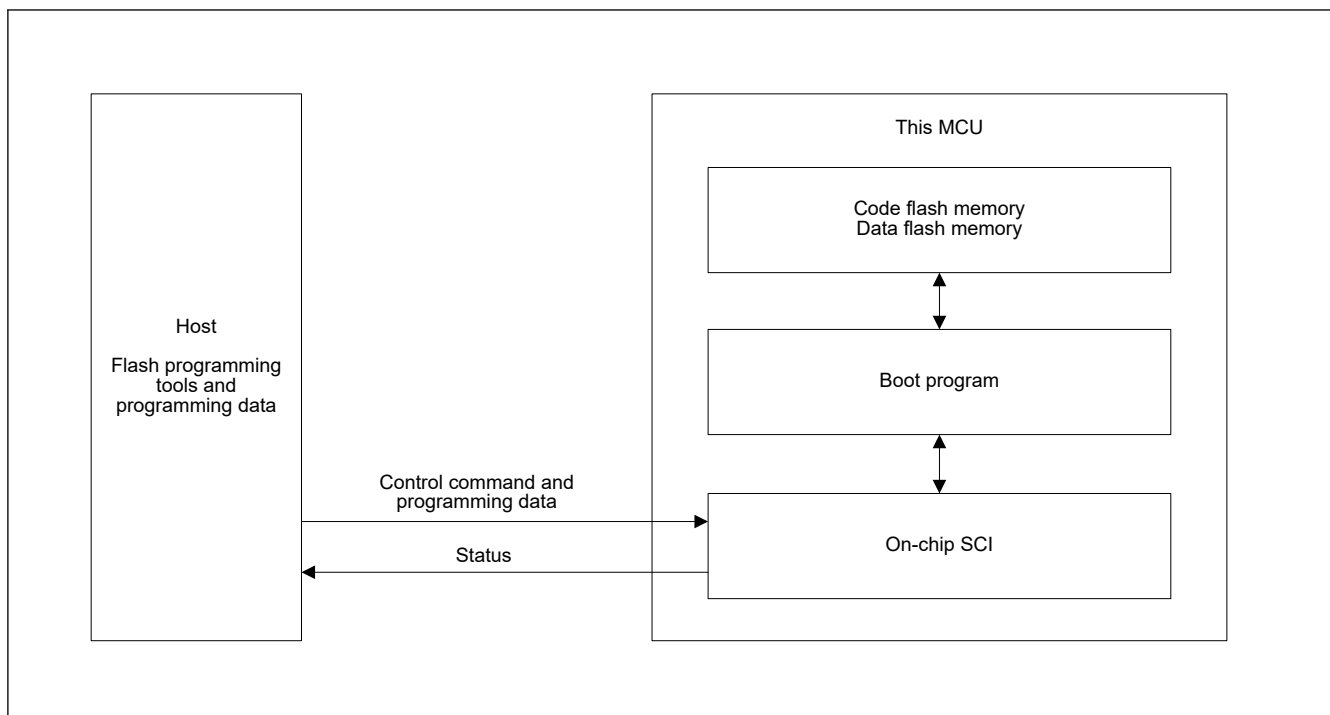 Host
Flash programming
tools and
programming data
Control command and
programming data
Status
This MCU
Code flash memory
Data flash memory
Boot program
On-chip SCI